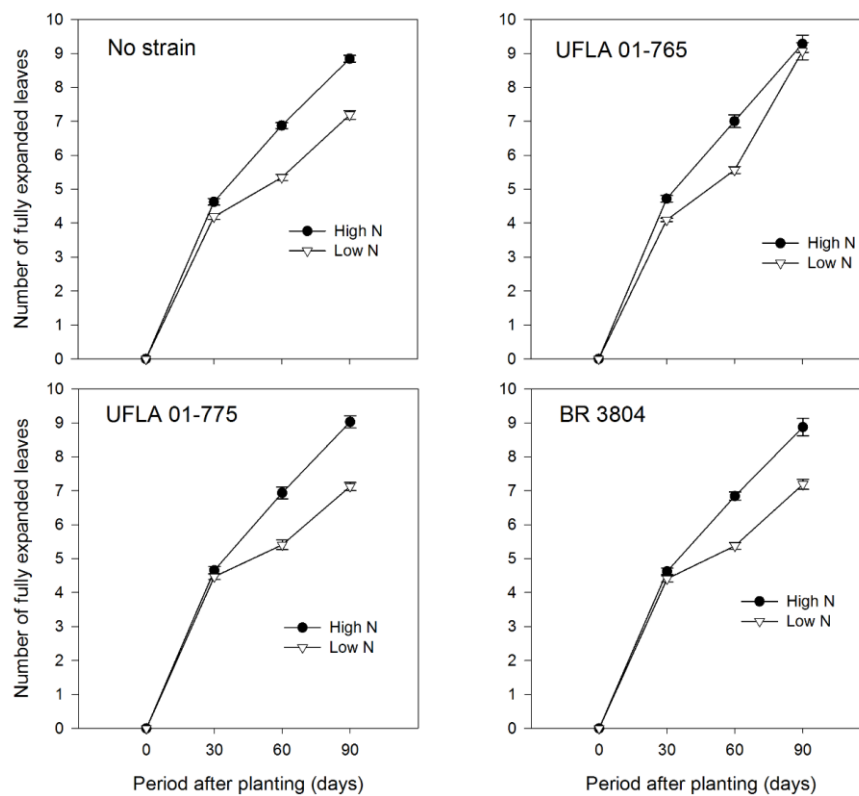 No strain
Number of fully expanded leaves
10
9
8
7
6
5
4
3
2
1
0
High N
Low N
UFLA 01-765
10
9
8
7
6
5
4
3
2
1
0
High N
Low N
UFLA 01-775
Number of fully expanded leaves
10
9
8
7
6
5
4
3
2
1
0
High N
Low N
0 30 60 90
Period after planting (days)
BR 3804
10
9
8
7
6
5
4
3
2
1
0
High N
Low N
0 30 60 90
Period after planting (days)